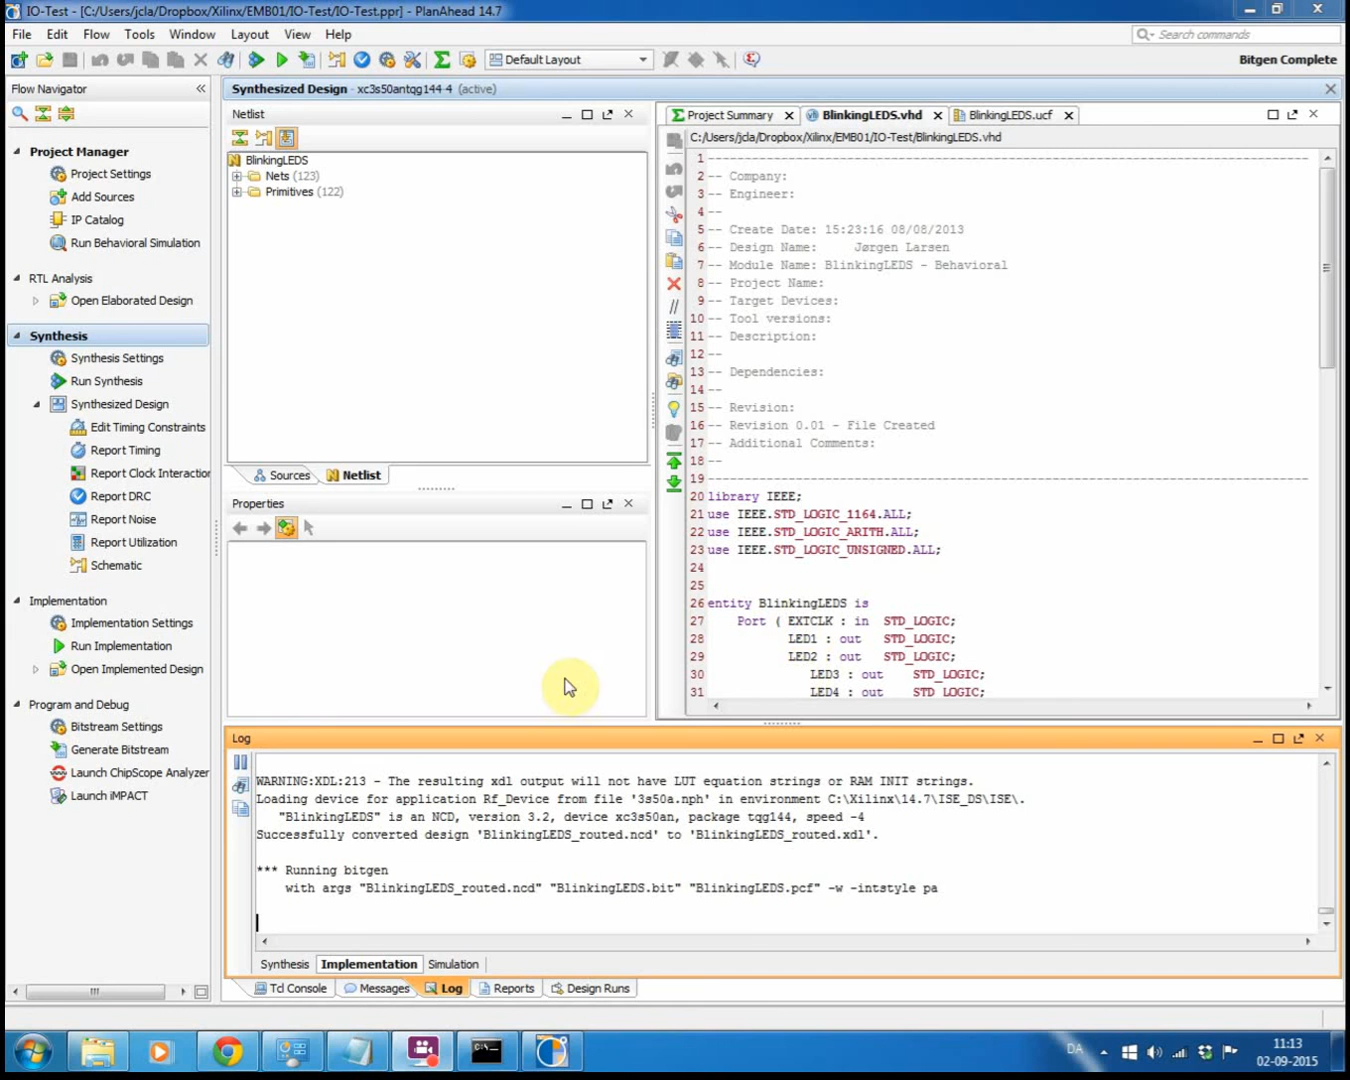 IO-Test - [C:/Users/jcla/Dropbox/Xilinx/EMB01/IO-Test/IO-Test.ppr] - PlanAhead 14.7
File Edit Flow Tools Window Layout View Help
Search commands
Default Layout
Bitgen Complete
Flow Navigator
Project Manager
Project Settings
Add Sources
IP Catalog
Run Behavioral Simulation
RTL Analysis
Open Elaborated Design
Synthesis
Synthesis Settings
Run Synthesis
Synthesized Design
Edit Timing Constraints
Report Timing
Report Clock Interaction
Report DRC
Report Noise
Report Utilization
Schematic
Implementation
Implementation Settings
Run Implementation
Open Implemented Design
Program and Debug
Bitstream Settings
Generate Bitstream
Launch ChipScope Analyzer
Launch iMPACT
Synthesized Design - xc3s50antqg144-4 (active)
Netlist
BlinkingLEDS
Nets (123)
Primitives (122)
Sources Netlist
Properties
Project Summary BlinkingLEDS.vhd BlinkingLEDS.ucf
C:/Users/jcla/Dropbox/Xilinx/EMB01/IO-Test/BlinkingLEDS.vhd
1 ----------------------------------------------------------------------------------
2 -- Company:
3 -- Engineer:
4 --
5 -- Create Date: 15:23:16 08/08/2013
6 -- Design Name: Jørgen Larsen
7 -- Module Name: BlinkingLEDS - Behavioral
8 -- Project Name:
9 -- Target Devices:
10 -- Tool versions:
11 -- Description:
12 --
13 -- Dependencies:
14 --
15 -- Revision:
16 -- Revision 0.01 - File Created
17 -- Additional Comments:
18 --
19 ----------------------------------------------------------------------------------
20 library IEEE;
21 use IEEE.STD_LOGIC_1164.ALL;
22 use IEEE.STD_LOGIC_ARITH.ALL;
23 use IEEE.STD_LOGIC_UNSIGNED.ALL;
24
25
26 entity BlinkingLEDS is
27 Port ( EXTCLK : in STD_LOGIC;
28 LED1 : out STD_LOGIC;
29 LED2 : out STD_LOGIC;
30 LED3 : out STD_LOGIC;
31 LED4 : out STD_LOGIC;
Log
WARNING:XDL:213 - The resulting xdl output will not have LUT equation strings or RAM INIT strings.
Loading device for application Rf_Device from file '3s50a.nph' in environment C:\Xilinx\14.7\ISE_DS\ISE\.
"BlinkingLEDS" is an NCD, version 3.2, device xc3s50an, package tqg144, speed -4
Successfully converted design 'BlinkingLEDS_routed.ncd' to 'BlinkingLEDS_routed.xdl'.
*** Running bitgen
with args "BlinkingLEDS_routed.ncd" "BlinkingLEDS.bit" "BlinkingLEDS.pcf" -w -intstyle pa
Synthesis Implementation Simulation
Tcl Console Messages Log Reports Design Runs
DA
11:13
02-09-2015